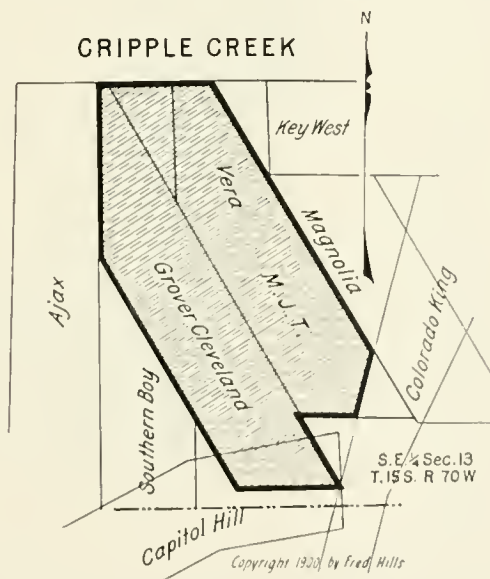 CRIPPLE CREEK
N
Key West
Vera
Magnolia
M. J. T.
Ajax
Grover Cleveland
Colorado King
Southern Boy
S.E ¼ Sec. 13
T. 15 S. R 70 W
Capitol Hill
Copyright 1900 by Fred Hills